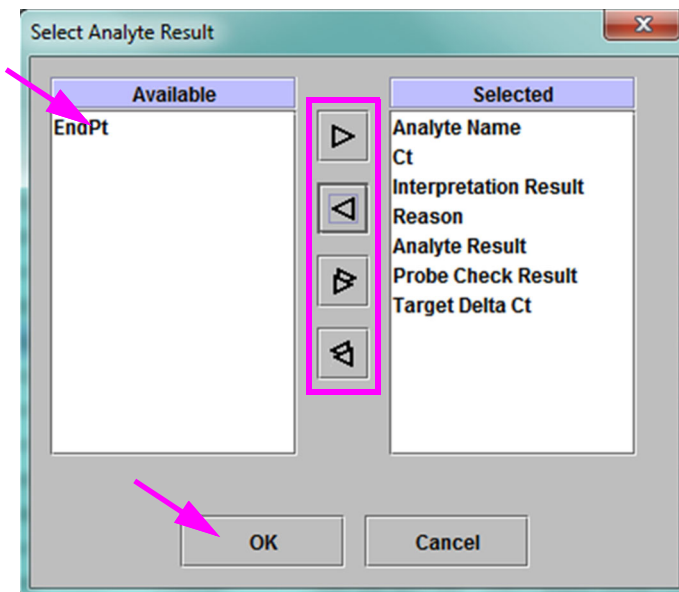 Select Analyte Result
Available
EndPt
Selected
Analyte Name
Ct
Interpretation Result
Reason
Analyte Result
Probe Check Result
Target Delta Ct
OK
Cancel